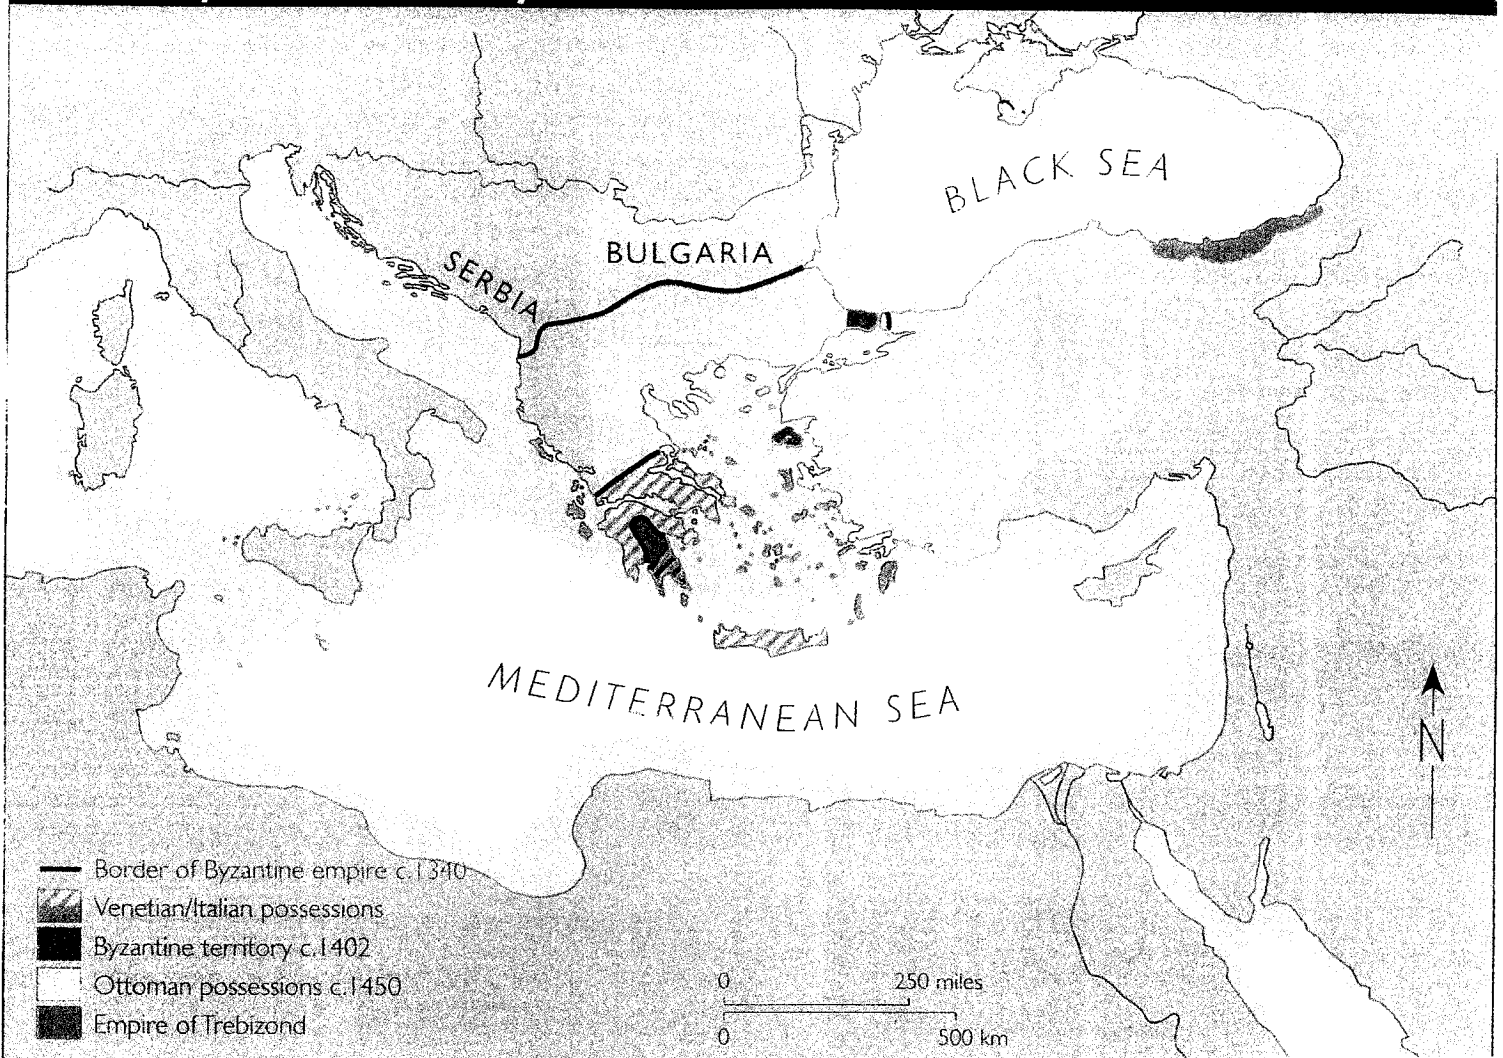 BLACK SEA
BULGARIA
SERBIA
MEDITERRANEAN SEA
N
Border of Byzantine empire c.1340
Venetian/Italian possessions
Byzantine territory c.1402
Ottoman possessions c.1450
Empire of Trebizond
0 250 miles
0 500 km